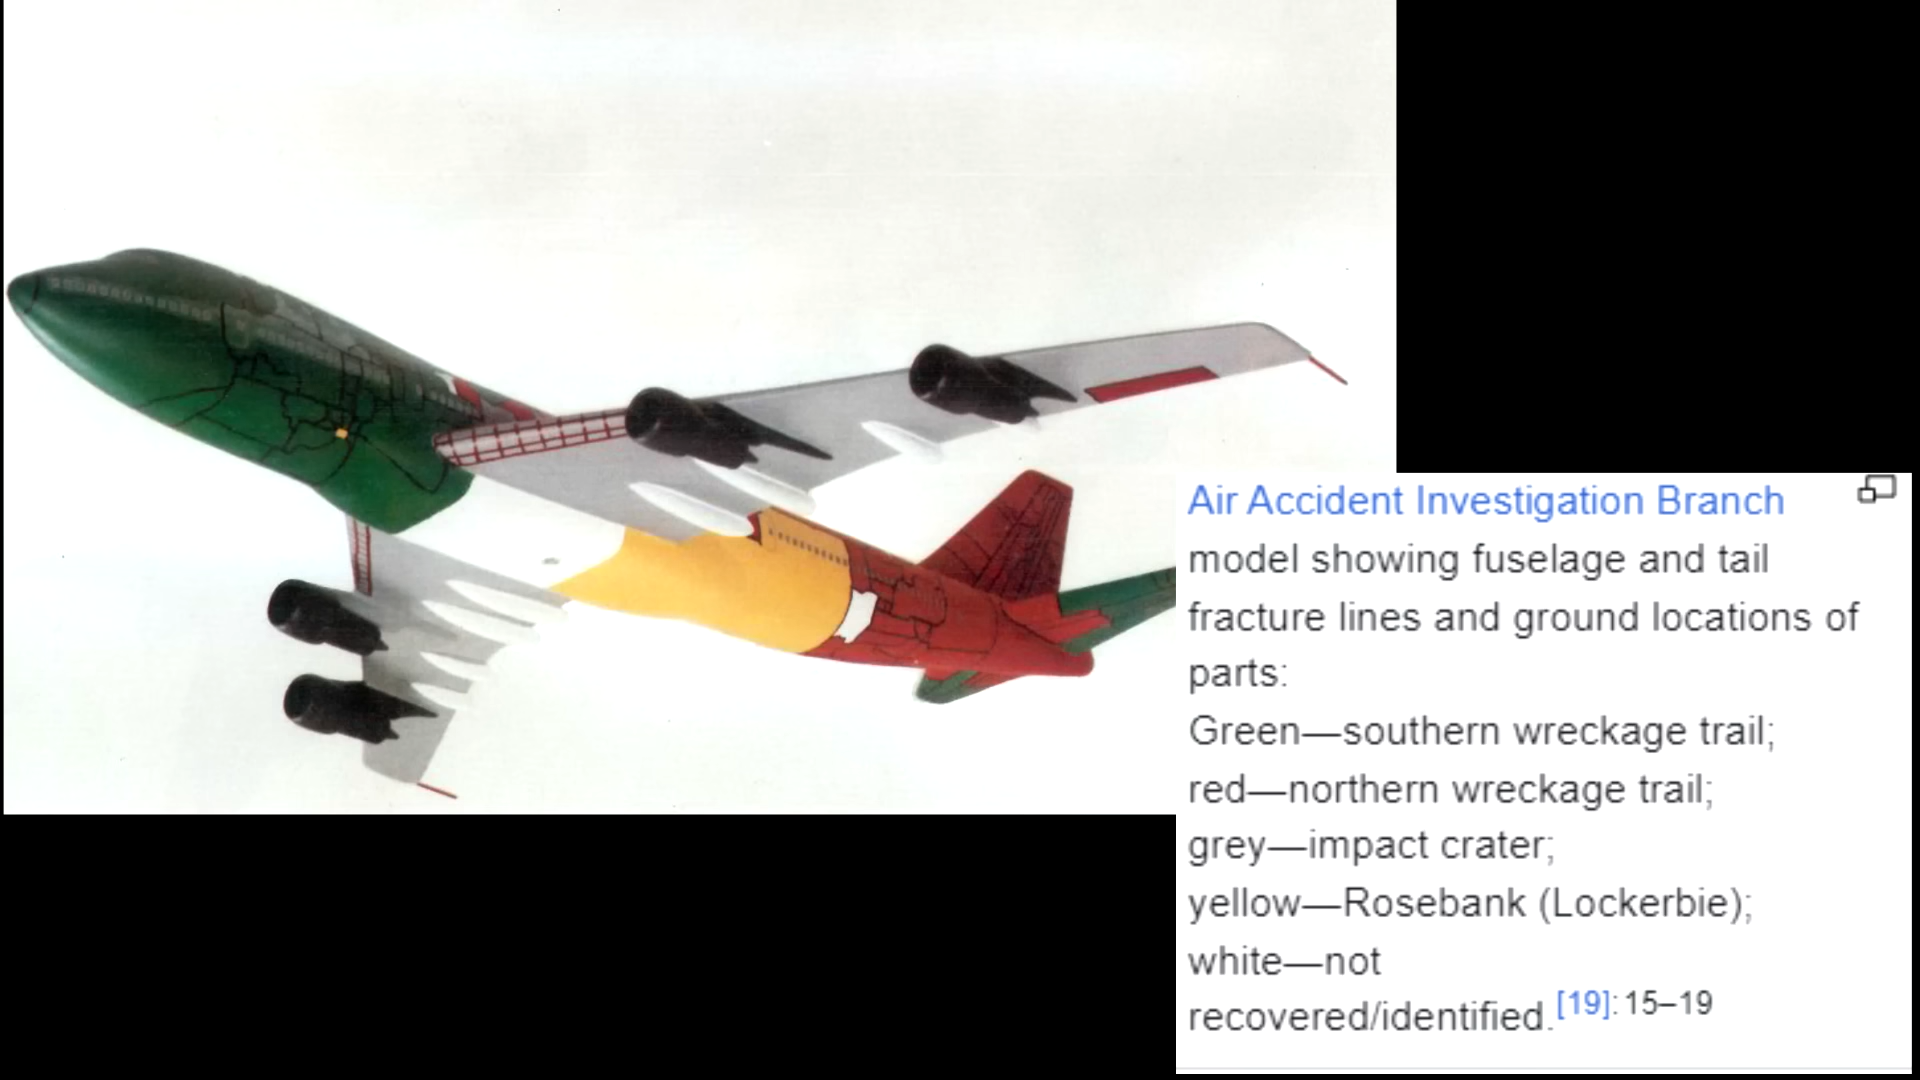 Air Accident Investigation Branch
model showing fuselage and tail
fracture lines and ground locations of
parts:
Green—southern wreckage trail;
red—northern wreckage trail;
grey—impact crater;
yellow—Rosebank (Lockerbie);
white—not
recovered/identified.[19]: 15–19